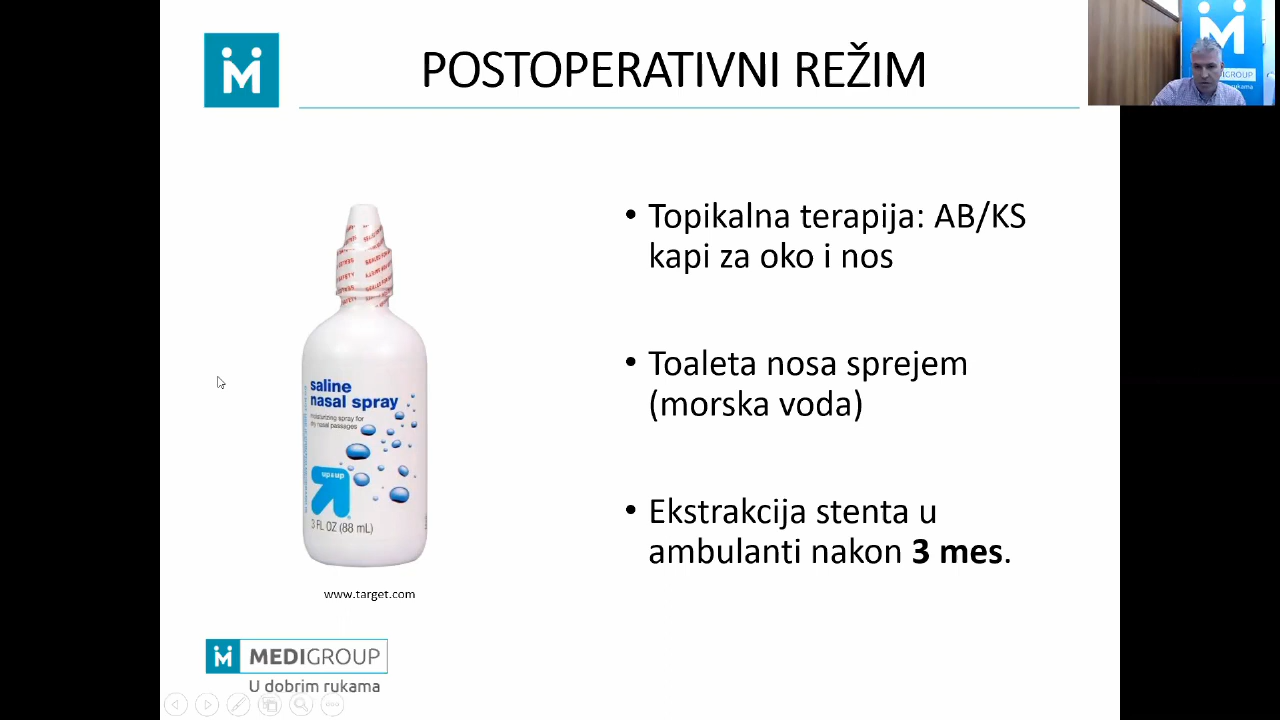 POSTOPERATIVNI REŽIM
MEDIGROUP
• Topikalna terapija: AB/KS
kapi za oko i nos
• Toaleta nosa sprejem
(morska voda)
• Ekstrakcija stenta u
ambulanti nakon 3 mes.
saline
nasal spray
moisturizing spray for
dry nasal passages
up&up
3 FL OZ (88 mL)
www.target.com
MEDIGROUP
U dobrim rukama